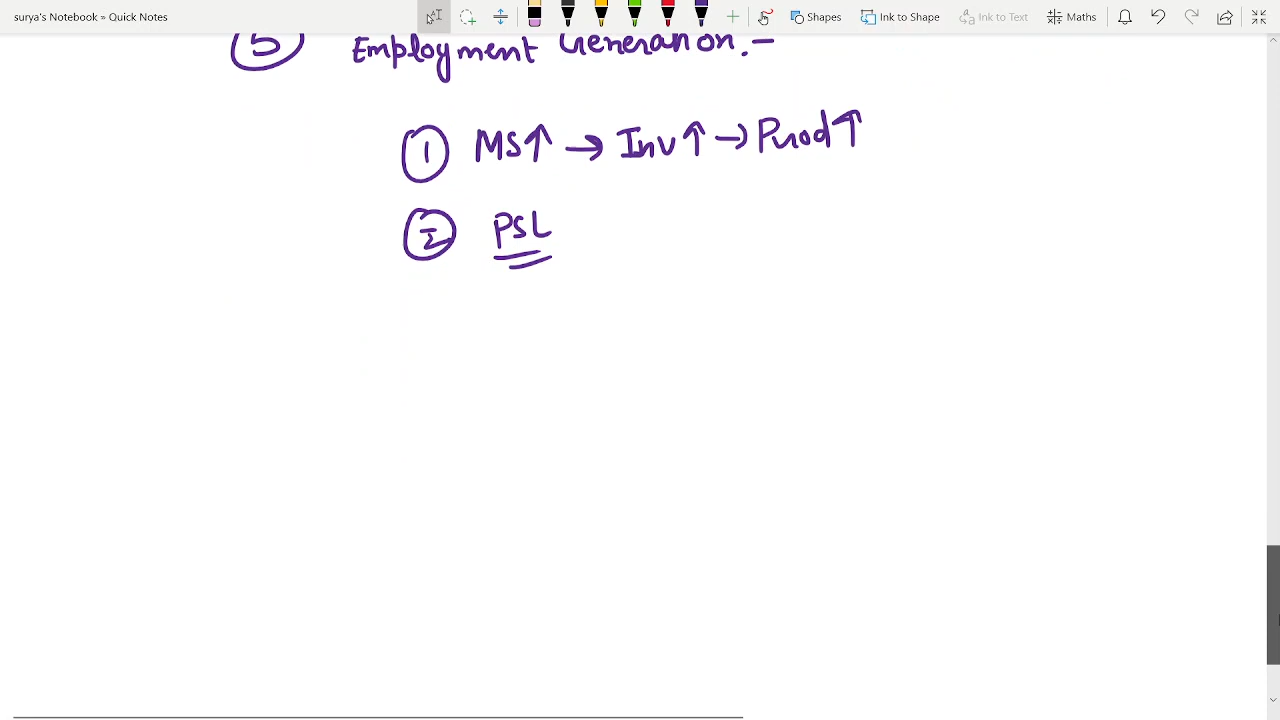 surya's Notebook » Quick Notes
Shapes
Ink to Shape
Ink to Text
Maths
5 Employment Generation :-
1 MS↑ → Inv↑ → Prod↑
2 PSL